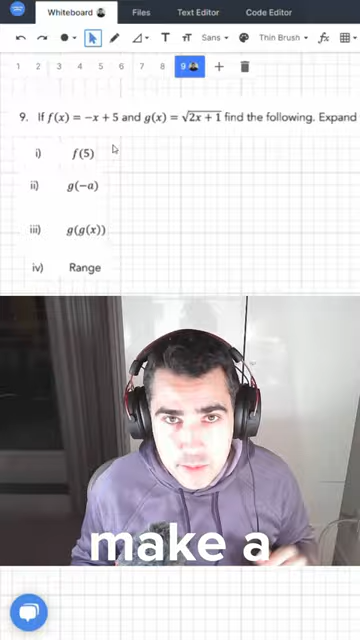 Whiteboard Files Text Editor Code Editor
Sans Thin Brush fx
1 2 3 4 5 6 7 8 9
9. If f(x) = −x + 5 and g(x) = √2x + 1 find the following. Expand
i) f(5)
ii) g(−a)
iii) g(g(x))
iv) Range
make a